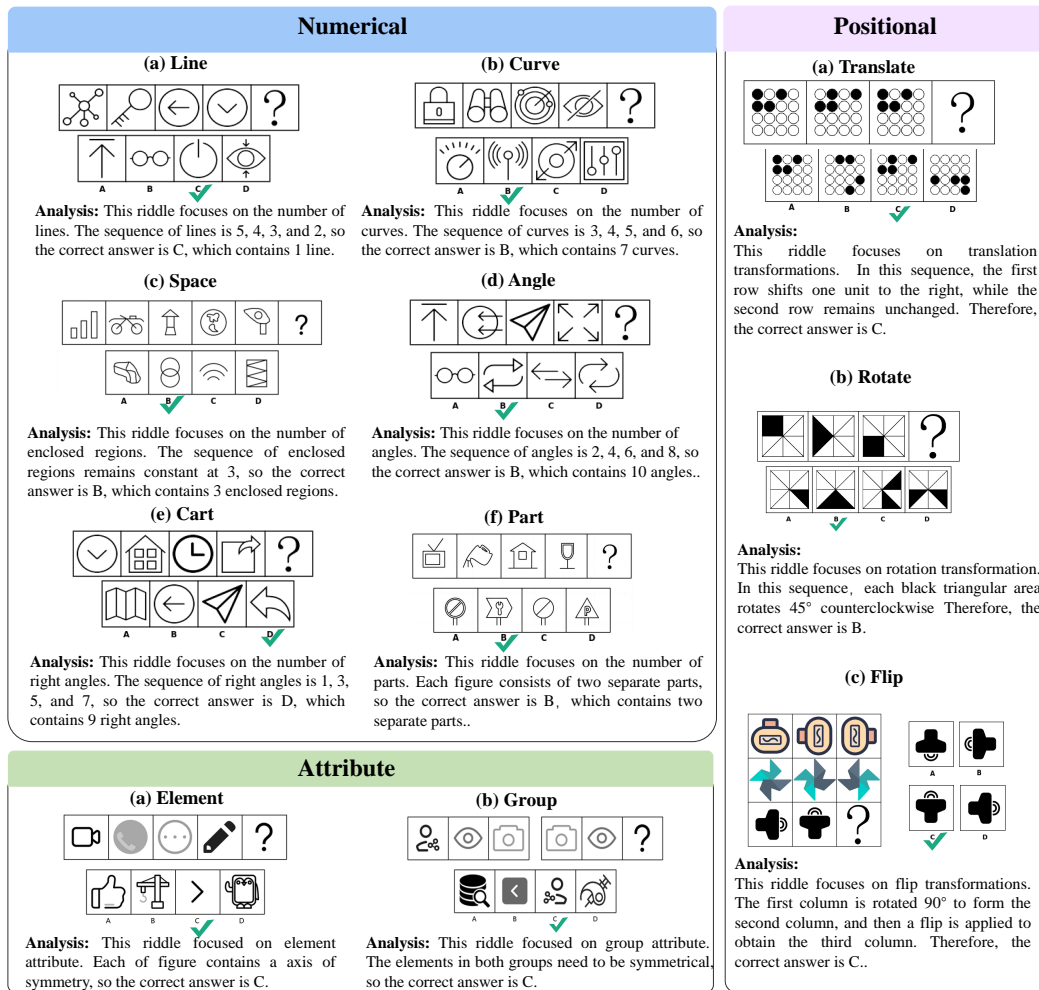 Numerical
(a) Line
?
A B C D
Analysis: This riddle focuses on the number of
lines. The sequence of lines is 5, 4, 3, and 2, so
the correct answer is C, which contains 1 line.
(b) Curve
?
A B C D
Analysis: This riddle focuses on the number of
curves. The sequence of curves is 3, 4, 5, and 6, so
the correct answer is B, which contains 7 curves.
(c) Space
?
A B C D
Analysis: This riddle focuses on the number of
enclosed regions. The sequence of enclosed
regions remains constant at 3, so the correct
answer is B, which contains 3 enclosed regions.
(d) Angle
?
A B C D
Analysis: This riddle focuses on the number of
angles. The sequence of angles is 2, 4, 6, and 8, so
the correct answer is B, which contains 10 angles..
(e) Cart
?
A B C D
Analysis: This riddle focuses on the number of
right angles. The sequence of right angles is 1, 3,
5, and 7, so the correct answer is D, which
contains 9 right angles.
(f) Part
?
P
A B C D
Analysis: This riddle focuses on the number of
parts. Each figure consists of two separate parts,
so the correct answer is B, which contains two
separate parts..
Attribute
(a) Element
?
A B C D
Analysis: This riddle focused on element
attribute. Each of figure contains a axis of
symmetry, so the correct answer is C.
(b) Group
?
A B C D
Analysis: This riddle focused on group attribute.
The elements in both groups need to be symmetrical,
so the correct answer is C.
Positional
(a) Translate
?
A B C D
Analysis:
This riddle focuses on translation
transformations. In this sequence, the first
row shifts one unit to the right, while the
second row remains unchanged. Therefore,
the correct answer is C.
(b) Rotate
?
A B C D
Analysis:
This riddle focuses on rotation transformation.
In this sequence, each black triangular area
rotates 45° counterclockwise Therefore, the
correct answer is B.
(c) Flip
?
A B
C D
Analysis:
This riddle focuses on flip transformations.
The first column is rotated 90° to form the
second column, and then a flip is applied to
obtain the third column. Therefore, the
correct answer is C..